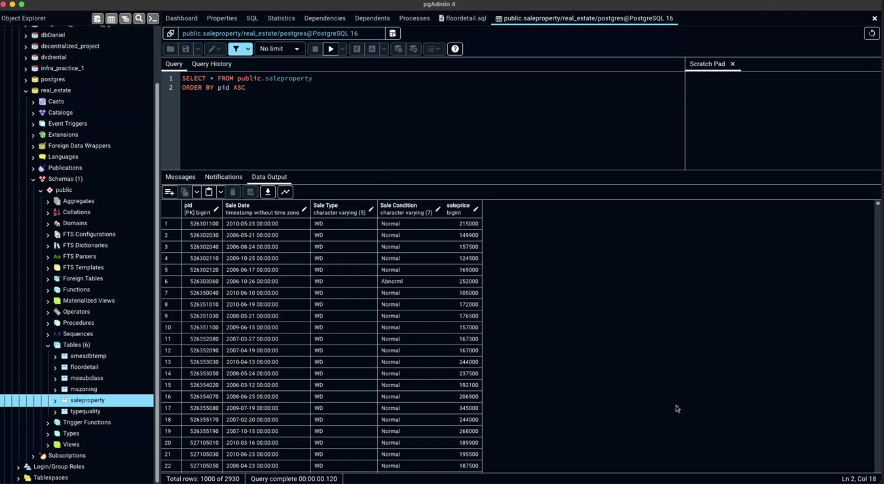 pgAdmin 4
Object Explorer
Dashboard Properties SQL Statistics Dependencies Dependents Processes floordetail.sql public.saleproperty/real_estate/postgres@PostgreSQL 16
dbDaniel
decentralized_project
dvdrental
infra_practice_1
postgres
real_estate
Casts
Catalogs
Event Triggers
Extensions
Foreign Data Wrappers
Languages
Publications
Schemas (1)
public
Aggregates
Collations
Domains
FTS Configurations
FTS Dictionaries
FTS Parsers
FTS Templates
Foreign Tables
Functions
Materialized Views
Operators
Procedures
Sequences
Tables (6)
amesdbtemp
floordetail
mssubclass
mszoning
saleproperty
typequality
Trigger Functions
Types
Views
Subscriptions
Login/Group Roles
Tablespaces
public.saleproperty/real_estate/postgres@PostgreSQL 16
No limit
Query Query History
Scratch Pad
1 SELECT * FROM public.saleproperty
2 ORDER BY pid ASC
Messages Notifications Data Output
pid Sale Date Sale Type Sale Condition saleprice
[PK] bigint timestamp without time zone character varying (5) character varying (7) bigint
1 526301100 2010-05-23 00:00:00 WD Normal 215000
2 526302030 2006-05-21 00:00:00 WD Normal 149900
3 526302040 2006-08-24 00:00:00 WD Normal 157500
4 526302110 2009-10-25 00:00:00 WD Normal 124500
5 526302120 2006-06-17 00:00:00 WD Normal 169000
6 526303060 2006-10-26 00:00:00 WD Abnorml 252000
7 526350040 2010-06-10 00:00:00 WD Normal 105000
8 526351010 2010-06-19 00:00:00 WD Normal 172000
9 526351030 2008-05-21 00:00:00 WD Normal 176500
10 526351100 2009-06-15 00:00:00 WD Normal 157000
11 526352080 2007-03-27 00:00:00 WD Normal 167300
12 526352090 2007-04-19 00:00:00 WD Normal 167000
13 526353030 2010-04-13 00:00:00 WD Normal 244000
14 526353050 2008-05-24 00:00:00 WD Normal 237500
15 526354020 2006-03-12 00:00:00 WD Normal 192100
16 526354070 2008-06-25 00:00:00 WD Normal 206900
17 526355080 2009-07-19 00:00:00 WD Normal 345000
18 526355170 2007-02-20 00:00:00 WD Normal 244000
19 526355190 2007-10-15 00:00:00 WD Normal 268000
20 527105010 2010-03-16 00:00:00 WD Normal 189900
21 527105030 2010-06-23 00:00:00 WD Normal 195500
22 527105050 2008-04-23 00:00:00 WD Normal 187500
Total rows: 1000 of 2930 Query complete 00:00:00.120 Ln 2, Col 18